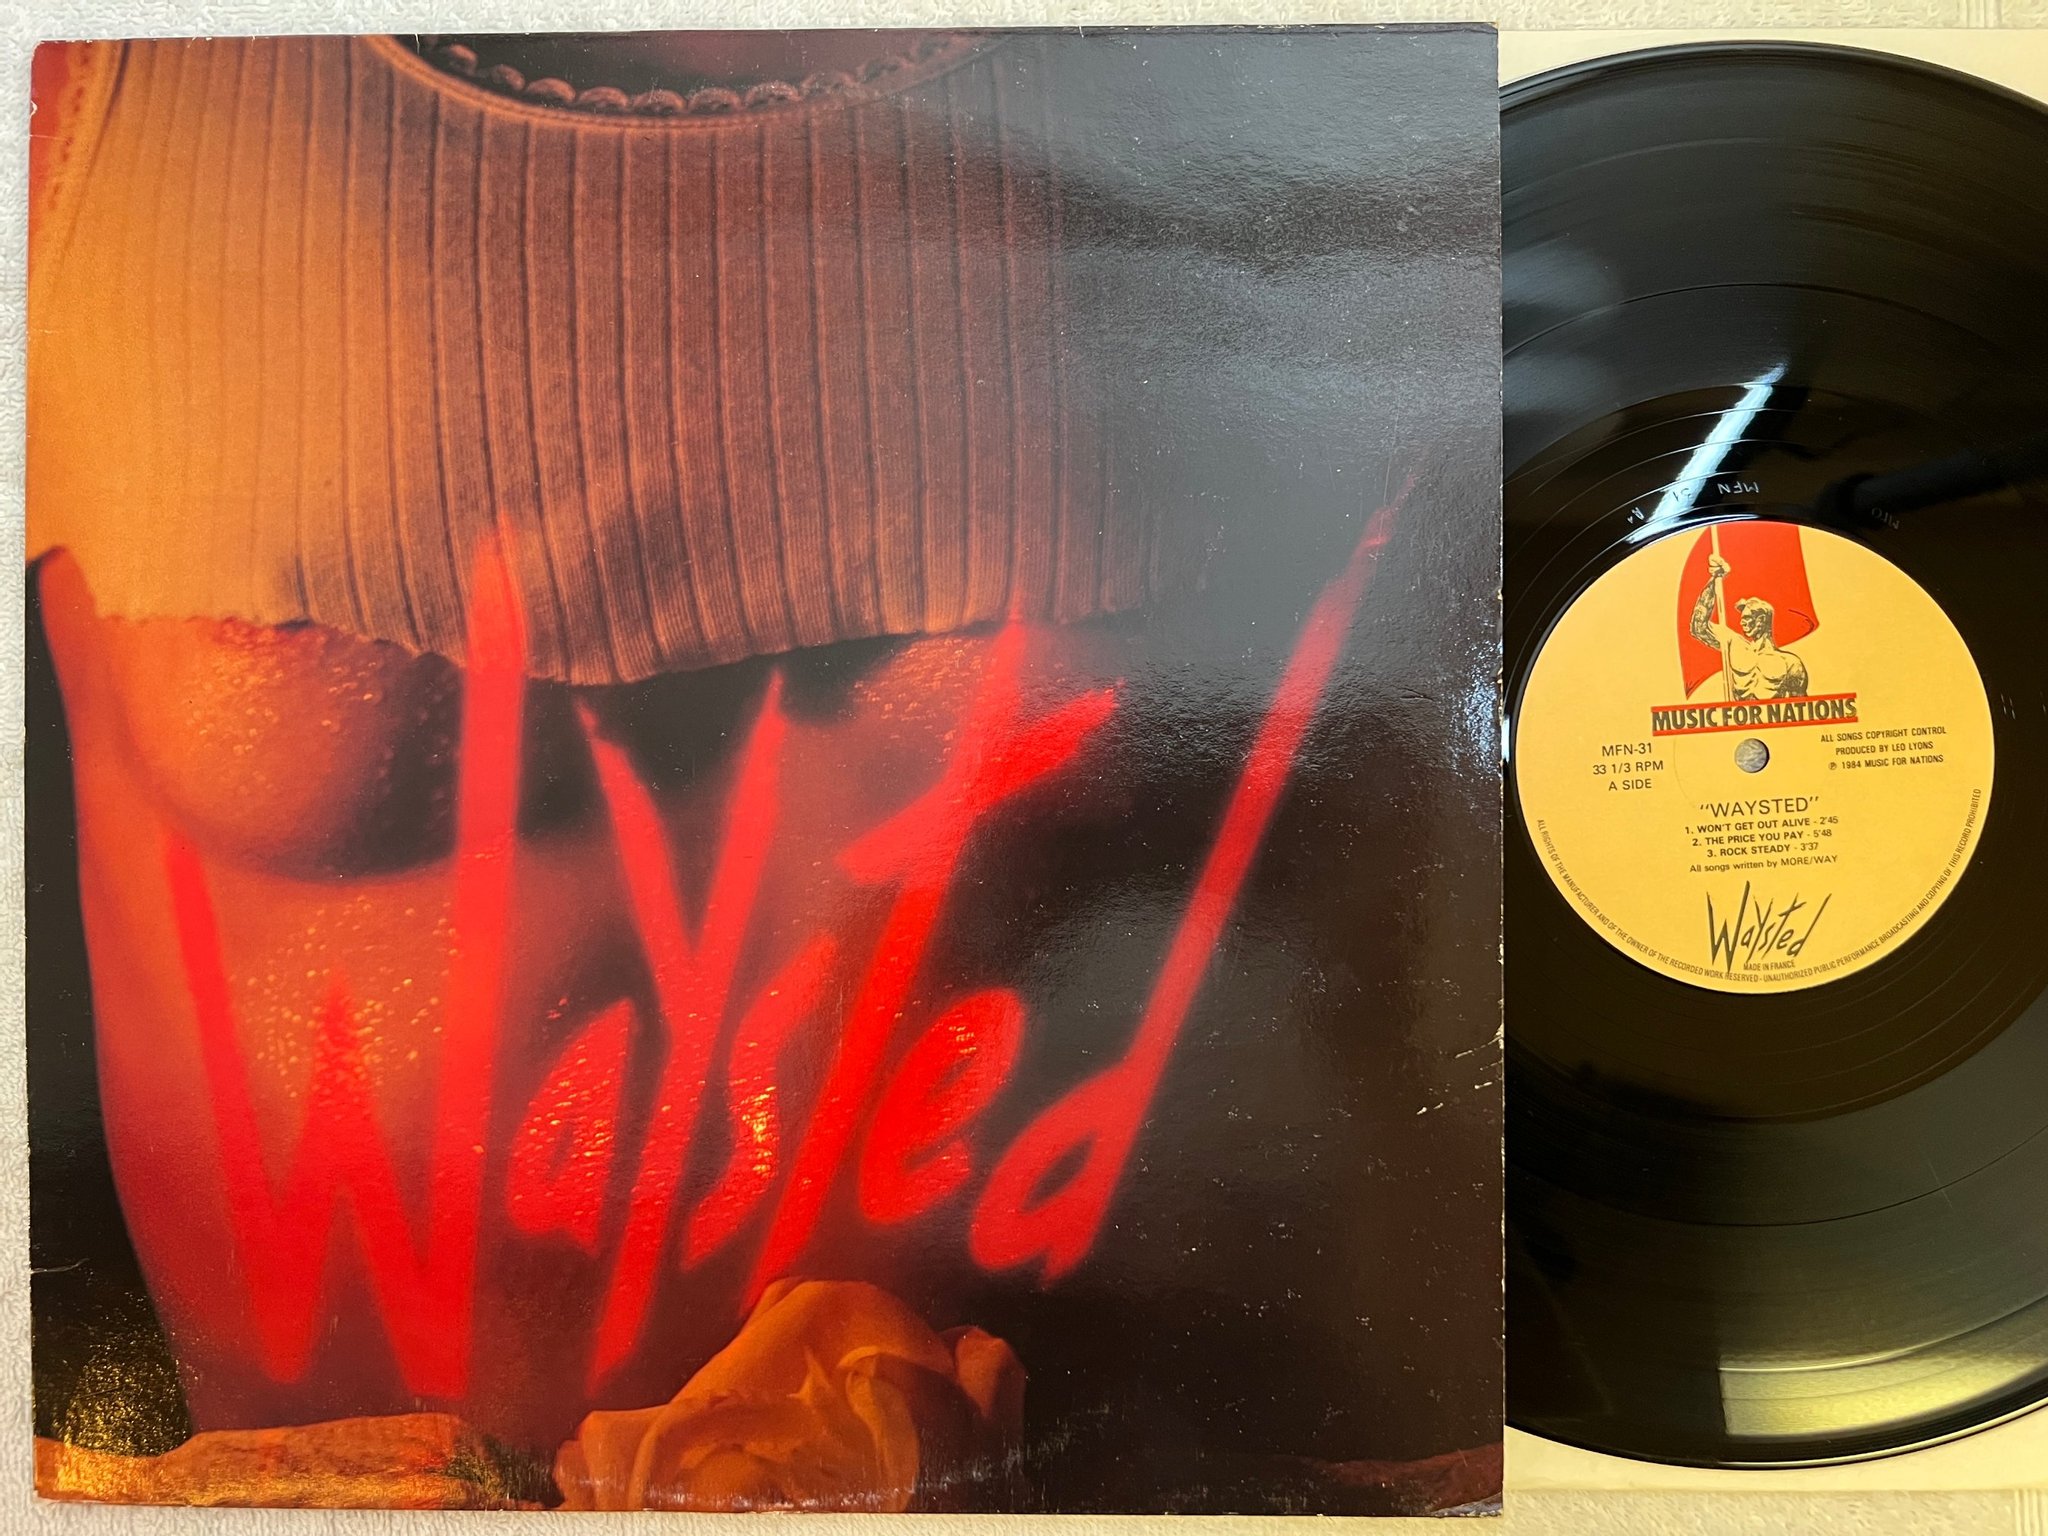 Waysted
MFN 31
MUSIC FOR NATIONS
MFN-31
33 1/3 RPM
A SIDE
ALL SONGS COPYRIGHT CONTROL
PRODUCED BY LEO LYONS
℗ 1984 MUSIC FOR NATIONS
"WAYSTED"
1. WON'T GET OUT ALIVE - 2'45
2. THE PRICE YOU PAY - 5'48
3. ROCK STEADY - 3'37
All songs written by MORE/WAY
Waysted
MADE IN FRANCE
ALL RIGHTS OF THE MANUFACTURER AND OF THE OWNER OF THE RECORDED WORK RESERVED - UNAUTHORIZED PUBLIC PERFORMANCE BROADCASTING AND COPYING OF THIS RECORD PROHIBITED